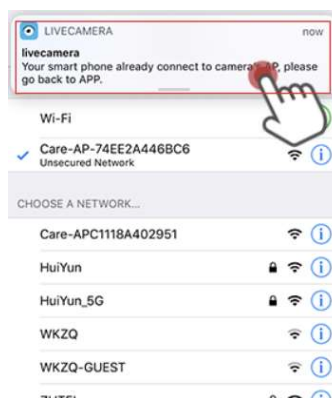 LIVECAMERA now
livecamera
Your smart phone already connect to camera's AP, please
go back to APP.
Wi-Fi
Care-AP-74EE2A446BC6
Unsecured Network
CHOOSE A NETWORK...
Care-APC1118A402951
HuiYun
HuiYun_5G
WKZQ
WKZQ-GUEST